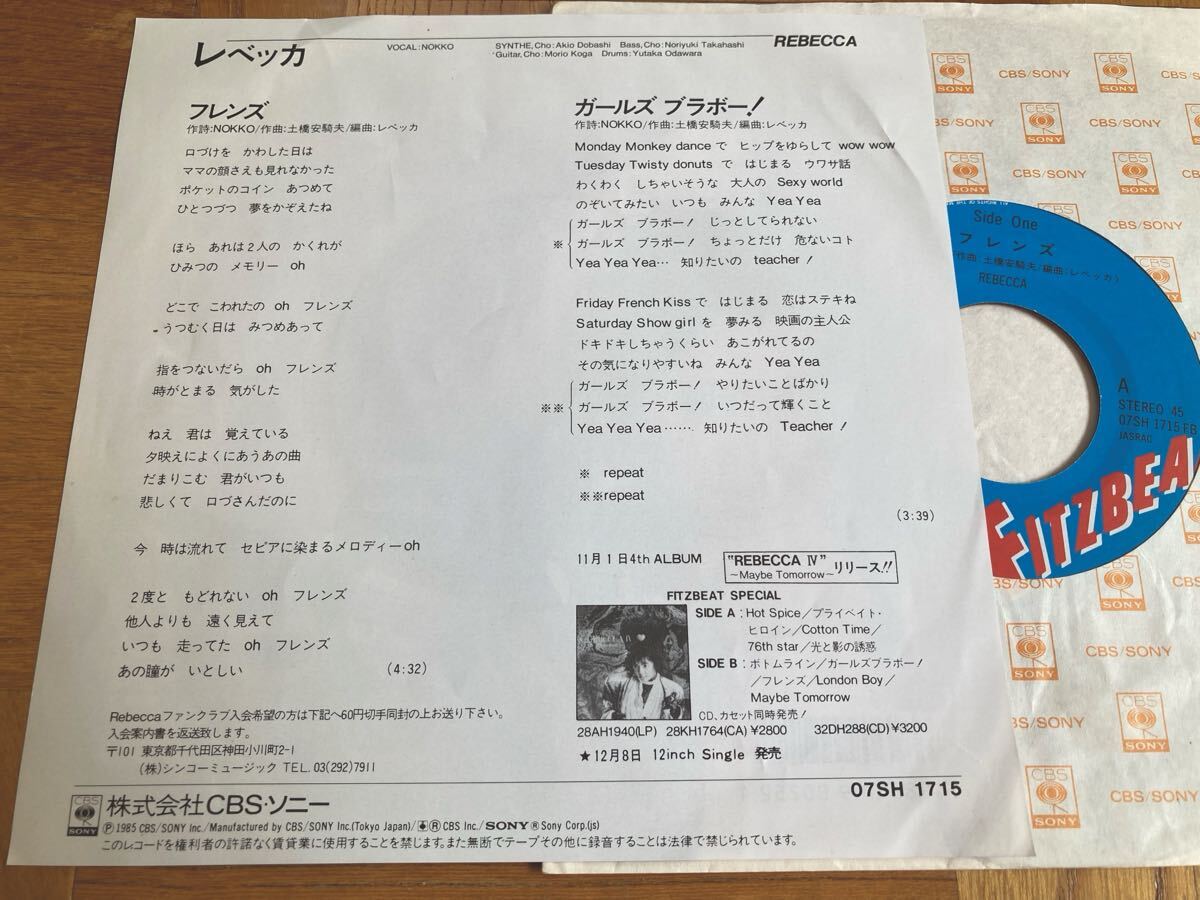 レベッカ
VOCAL:NOKKO
SYNTHE,Cho:Akio Dobashi Bass,Cho:Noriyuki Takahashi
Guitar,Cho:Morio Koga Drums:Yutaka Odawara
REBECCA
フレンズ
作詩:NOKKO/作曲:土橋安騎夫/編曲:レベッカ
口づけを かわした日は
ママの顔さえも見れなかった
ポケットのコイン あつめて
ひとつづつ 夢をかぞえたね
ほら あれは2人の かくれが
ひみつの メモリー oh
どこで こわれたの oh フレンズ
うつむく日は みつめあって
指をつないだら oh フレンズ
時がとまる 気がした
ねえ 君は 覚えている
夕映えによくにあうあの曲
だまりこむ 君がいつも
悲しくて 口づさんだのに
今 時は流れて セピアに染まるメロディー oh
2度と もどれない oh フレンズ
他人よりも 遠く見えて
いつも 走ってた oh フレンズ
あの瞳が いとしい
(4:32)
Rebeccaファンクラブ入会希望の方は下記へ60円切手同封の上お送り下さい。
入会案内書を返送致します。
〒101 東京都千代田区神田小川町2-1
(株)シンコーミュージック TEL. 03(292)7911
ガールズ ブラボー!
作詩:NOKKO/作曲:土橋安騎夫/編曲:レベッカ
Monday Monkey dance で ヒップをゆらして wow wow
Tuesday Twisty donuts で はじまる ウワサ話
わくわく しちゃいそうな 大人の Sexy world
のぞいてみたい いつも みんな Yea Yea
ガールズ ブラボー! じっとしてられない
※ ガールズ ブラボー! ちょっとだけ 危ないコト
Yea Yea Yea… 知りたいの teacher!
Friday French Kiss で はじまる 恋はステキね
Saturday Show girl を 夢みる 映画の主人公
ドキドキしちゃうくらい あこがれてるの
その気になりやすいね みんな Yea Yea
ガールズ ブラボー! やりたいことばかり
※※ ガールズ ブラボー! いつだって輝くこと
Yea Yea Yea…… 知りたいの Teacher!
※ repeat
※※repeat
(3:39)
11月1日4th ALBUM
"REBECCA IV"
~Maybe Tomorrow~
リリース!!
FITZBEAT SPECIAL
SIDE A : Hot Spice/プライベイト・
ヒロイン/Cotton Time/
76th star/光と影の誘惑
SIDE B : ボトムライン/ガールズブラボー!
/フレンズ/London Boy/
Maybe Tomorrow
CD、カセット同時発売!
28AH1940(LP) 28KH1764(CA) ¥2800 32DH288(CD) ¥3200
★12月8日 12inch Single 発売
07SH 1715
CBS
SONY
株式会社CBS・ソニー
Ⓟ1985 CBS/SONY Inc./Manufactured by CBS/SONY Inc.(Tokyo Japan)/Ⓡ CBS Inc./SONY Ⓡ Sony Corp.(js)
このレコードを権利者の許諾なく賃貸業に使用することを禁じます。また無断でテープその他に録音することは法律で禁じられています。
Side One
フレンズ
作曲:土橋安騎夫/編曲:レベッカ)
REBECCA
A
STEREO 45
07SH 1715
JASRAC
FITZBEA
CBS
SONY
CBS/SONY
CBS/SONY
CBS/SONY
CBS/SONY
CBS/SONY
CBS/SONY
CBS/SONY